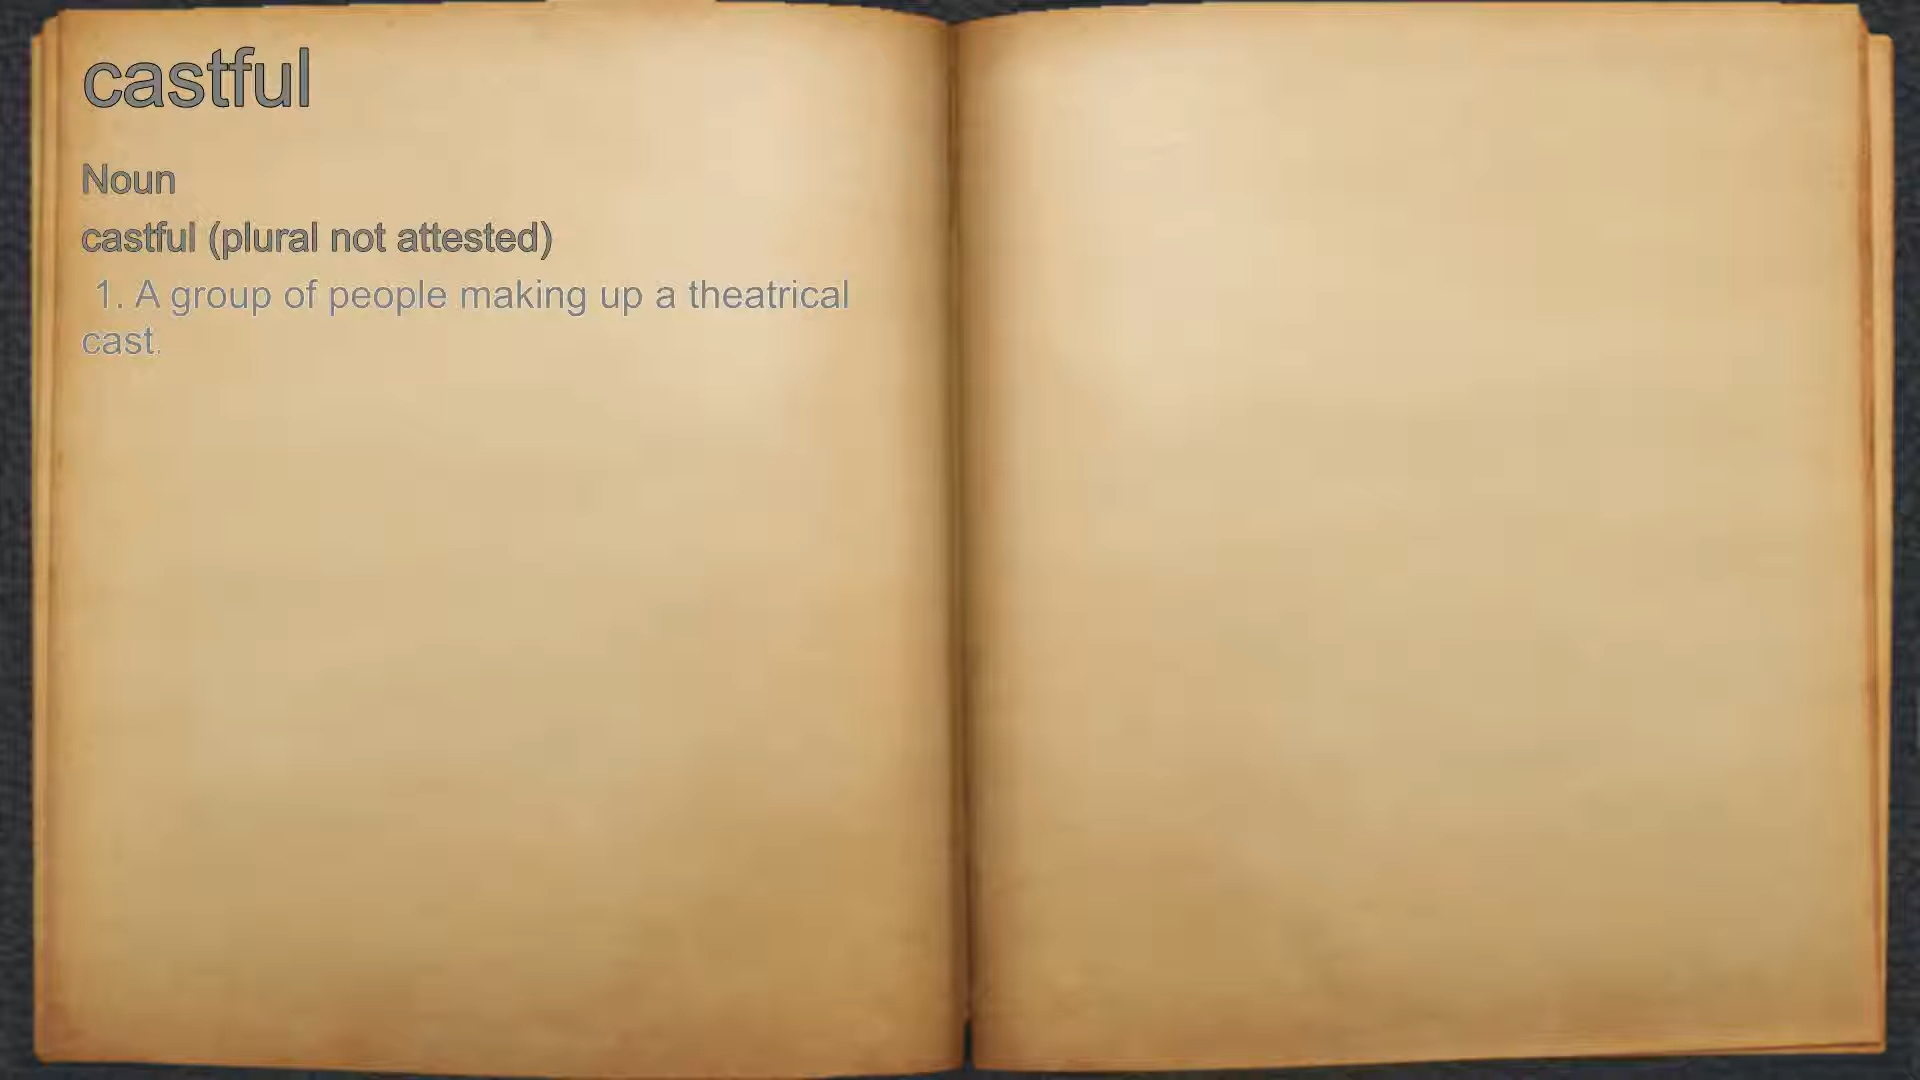 castful
Noun
castful (plural not attested)
1. A group of people making up a theatrical
cast.